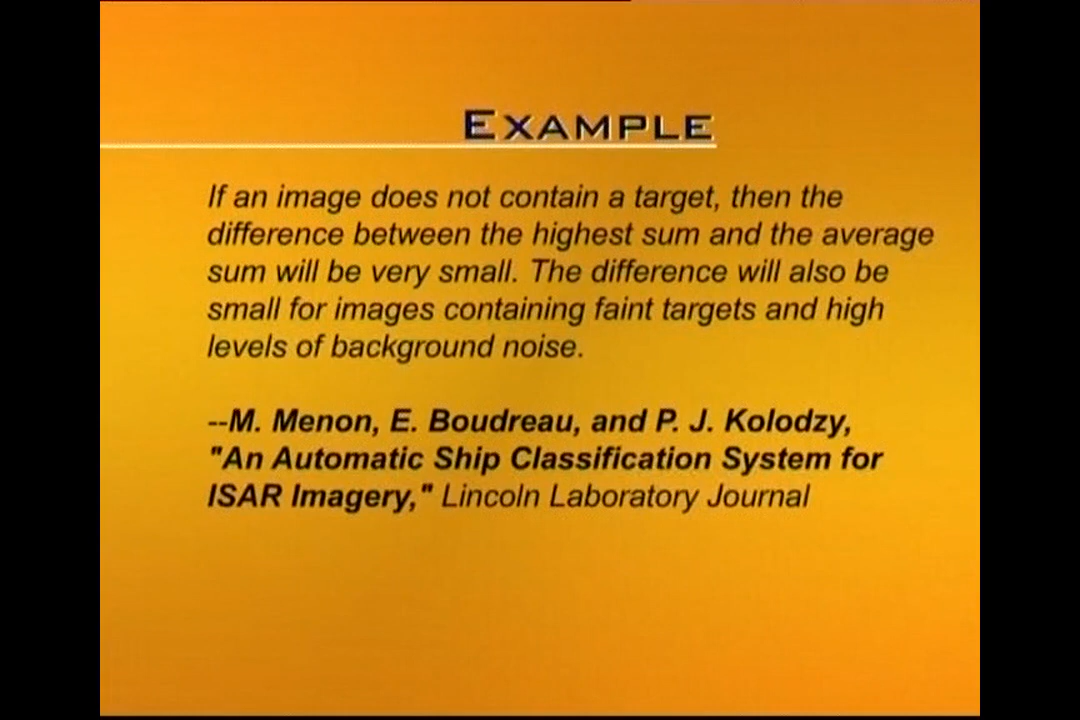 EXAMPLE
If an image does not contain a target, then the
difference between the highest sum and the average
sum will be very small. The difference will also be
small for images containing faint targets and high
levels of background noise.
--M. Menon, E. Boudreau, and P. J. Kolodzy,
"An Automatic Ship Classification System for
ISAR Imagery," Lincoln Laboratory Journal